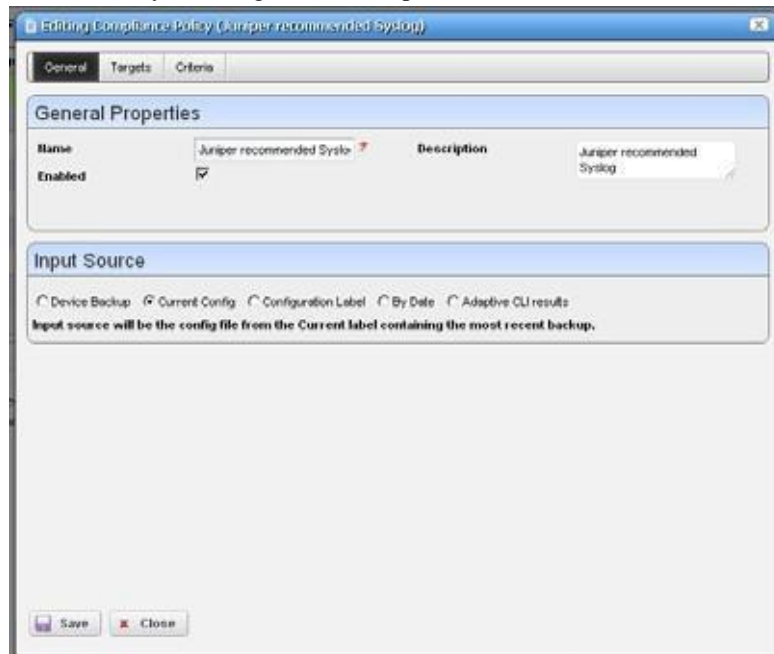 Editing Compliance Policy (Juniper recommended Syslog)
General Targets Criteria
General Properties
Name Juniper recommended Syslo * Description Juniper recommended
Syslog
Enabled
Input Source
Device Backup Current Config Configuration Label By Date Adaptive CLI results
Input source will be the config file from the Current label containing the most recent backup.
Save Close